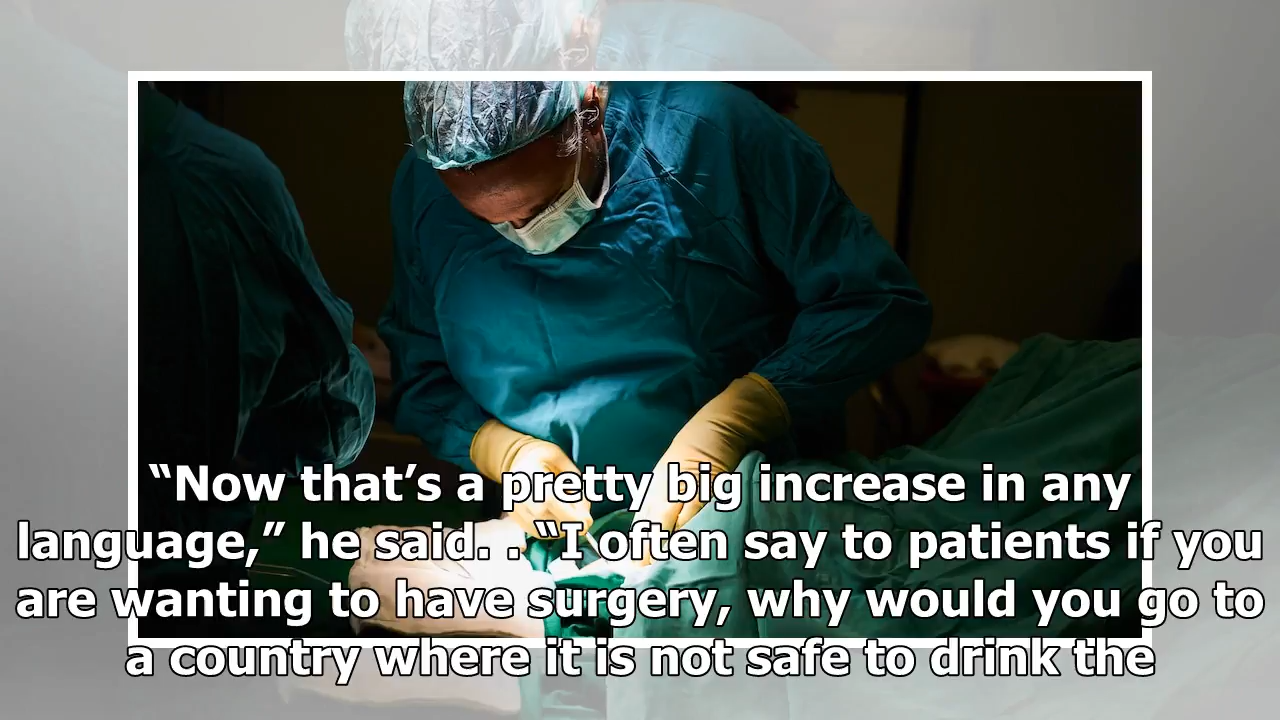 “Now that’s a pretty big increase in any
language,” he said. . “I often say to patients if you
are wanting to have surgery, why would you go to
a country where it is not safe to drink the